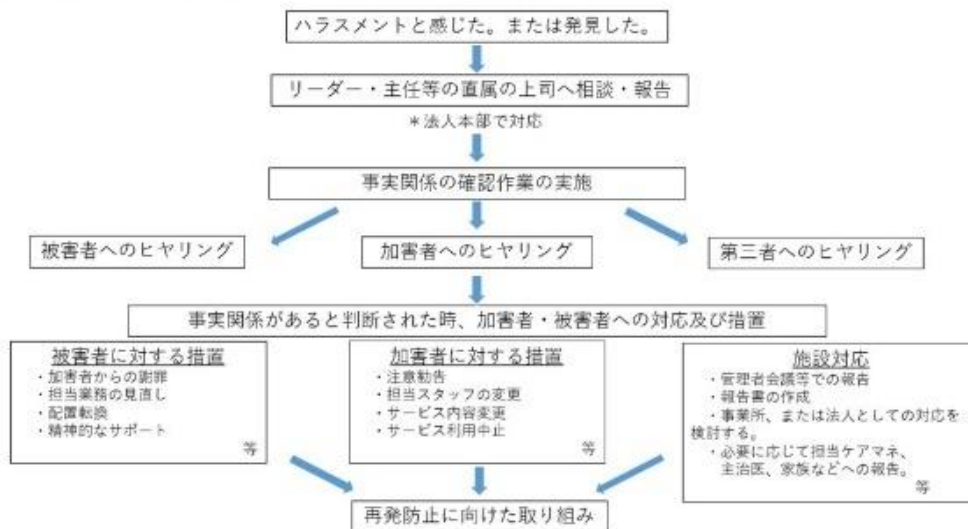 ハラスメントと感じた。または発見した。
リーダー・主任等の直属の上司へ相談・報告
*法人本部で対応
事実関係の確認作業の実施
被害者へのヒヤリング
加害者へのヒヤリング
第三者へのヒヤリング
事実関係があると判断された時、加害者・被害者への対応及び措置
被害者に対する措置
・加害者からの謝罪
・担当業務の見直し
・配置転換
・精神的なサポート
等
加害者に対する措置
・注意勧告
・担当スタッフの変更
・サービス内容変更
・サービス利用中止
等
施設対応
・管理者会議等での報告
・報告書の作成
・事業所、または法人としての対応を
検討する。
・必要に応じて担当ケアマネ、
主治医、家族などへの報告。
等
再発防止に向けた取り組み